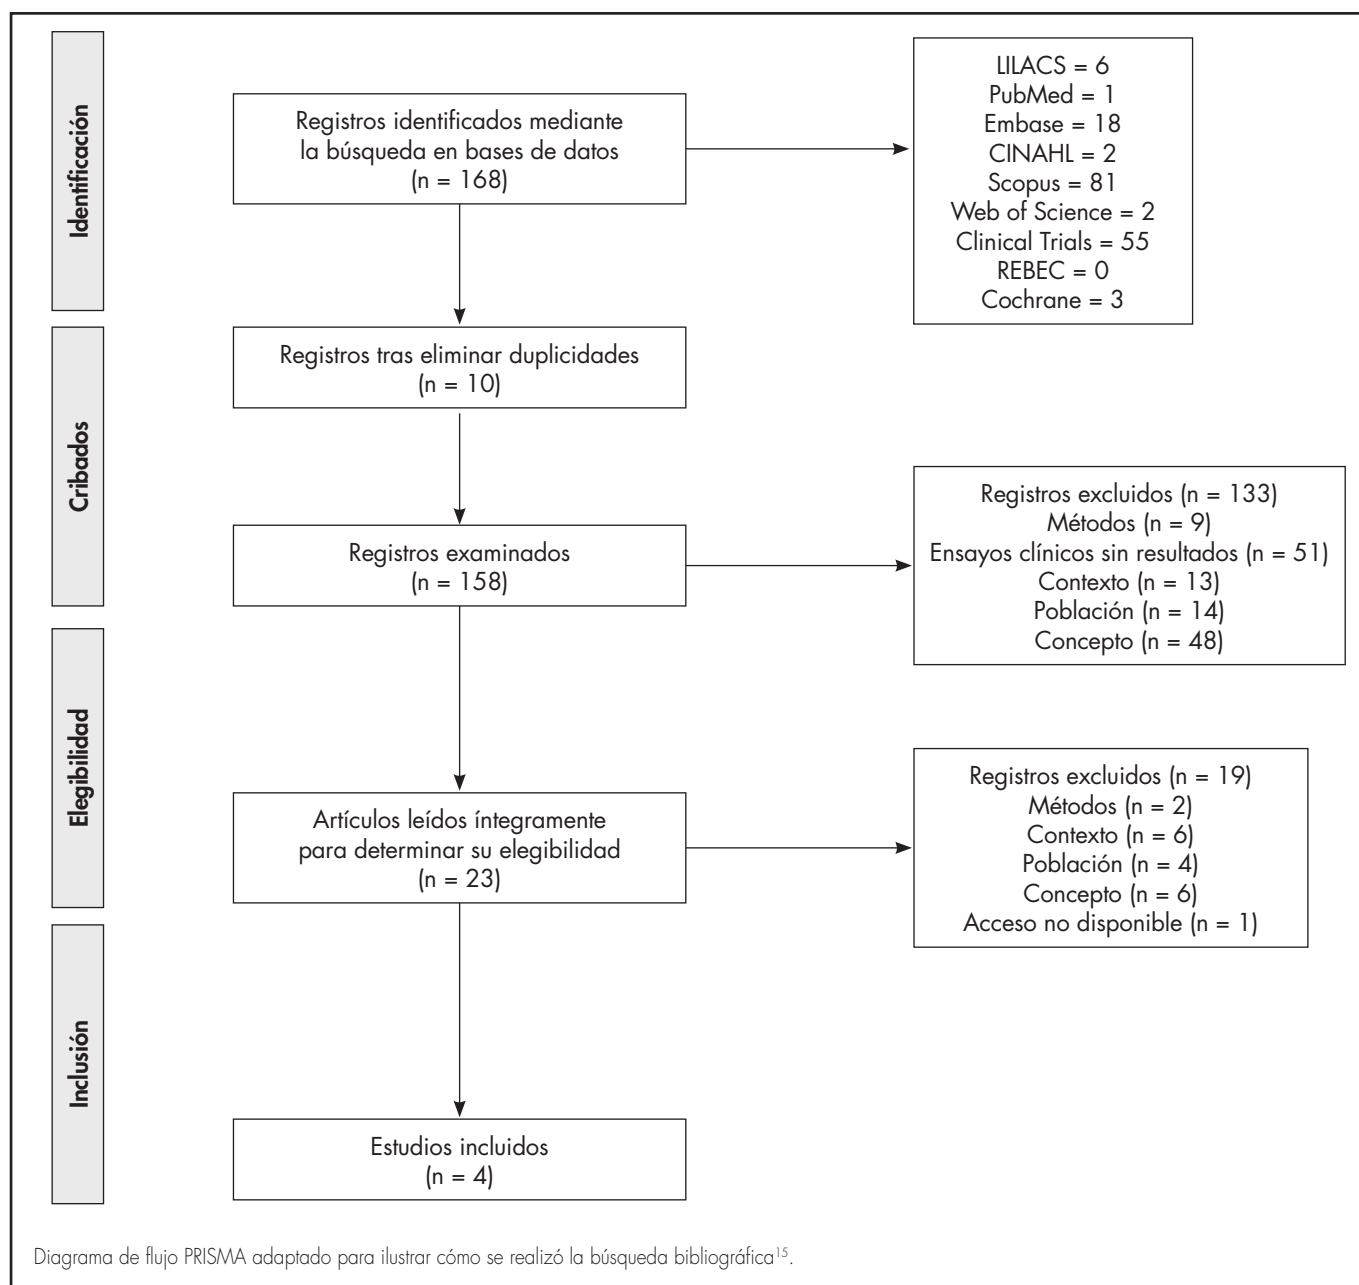 Identificación
Registros identificados mediante
la búsqueda en bases de datos
(n = 168)
LILACS = 6
PubMed = 1
Embase = 18
CINAHL = 2
Scopus = 81
Web of Science = 2
Clinical Trials = 55
REBEC = 0
Cochrane = 3
Cribados
Registros tras eliminar duplicidades
(n = 10)
Registros examinados
(n = 158)
Registros excluidos (n = 133)
Métodos (n = 9)
Ensayos clínicos sin resultados (n = 51)
Contexto (n = 13)
Población (n = 14)
Concepto (n = 48)
Elegibilidad
Artículos leídos íntegramente
para determinar su elegibilidad
(n = 23)
Registros excluidos (n = 19)
Métodos (n = 2)
Contexto (n = 6)
Población (n = 4)
Concepto (n = 6)
Acceso no disponible (n = 1)
Inclusión
Estudios incluidos
(n = 4)
Diagrama de flujo PRISMA adaptado para ilustrar cómo se realizó la búsqueda bibliográfica¹⁵.